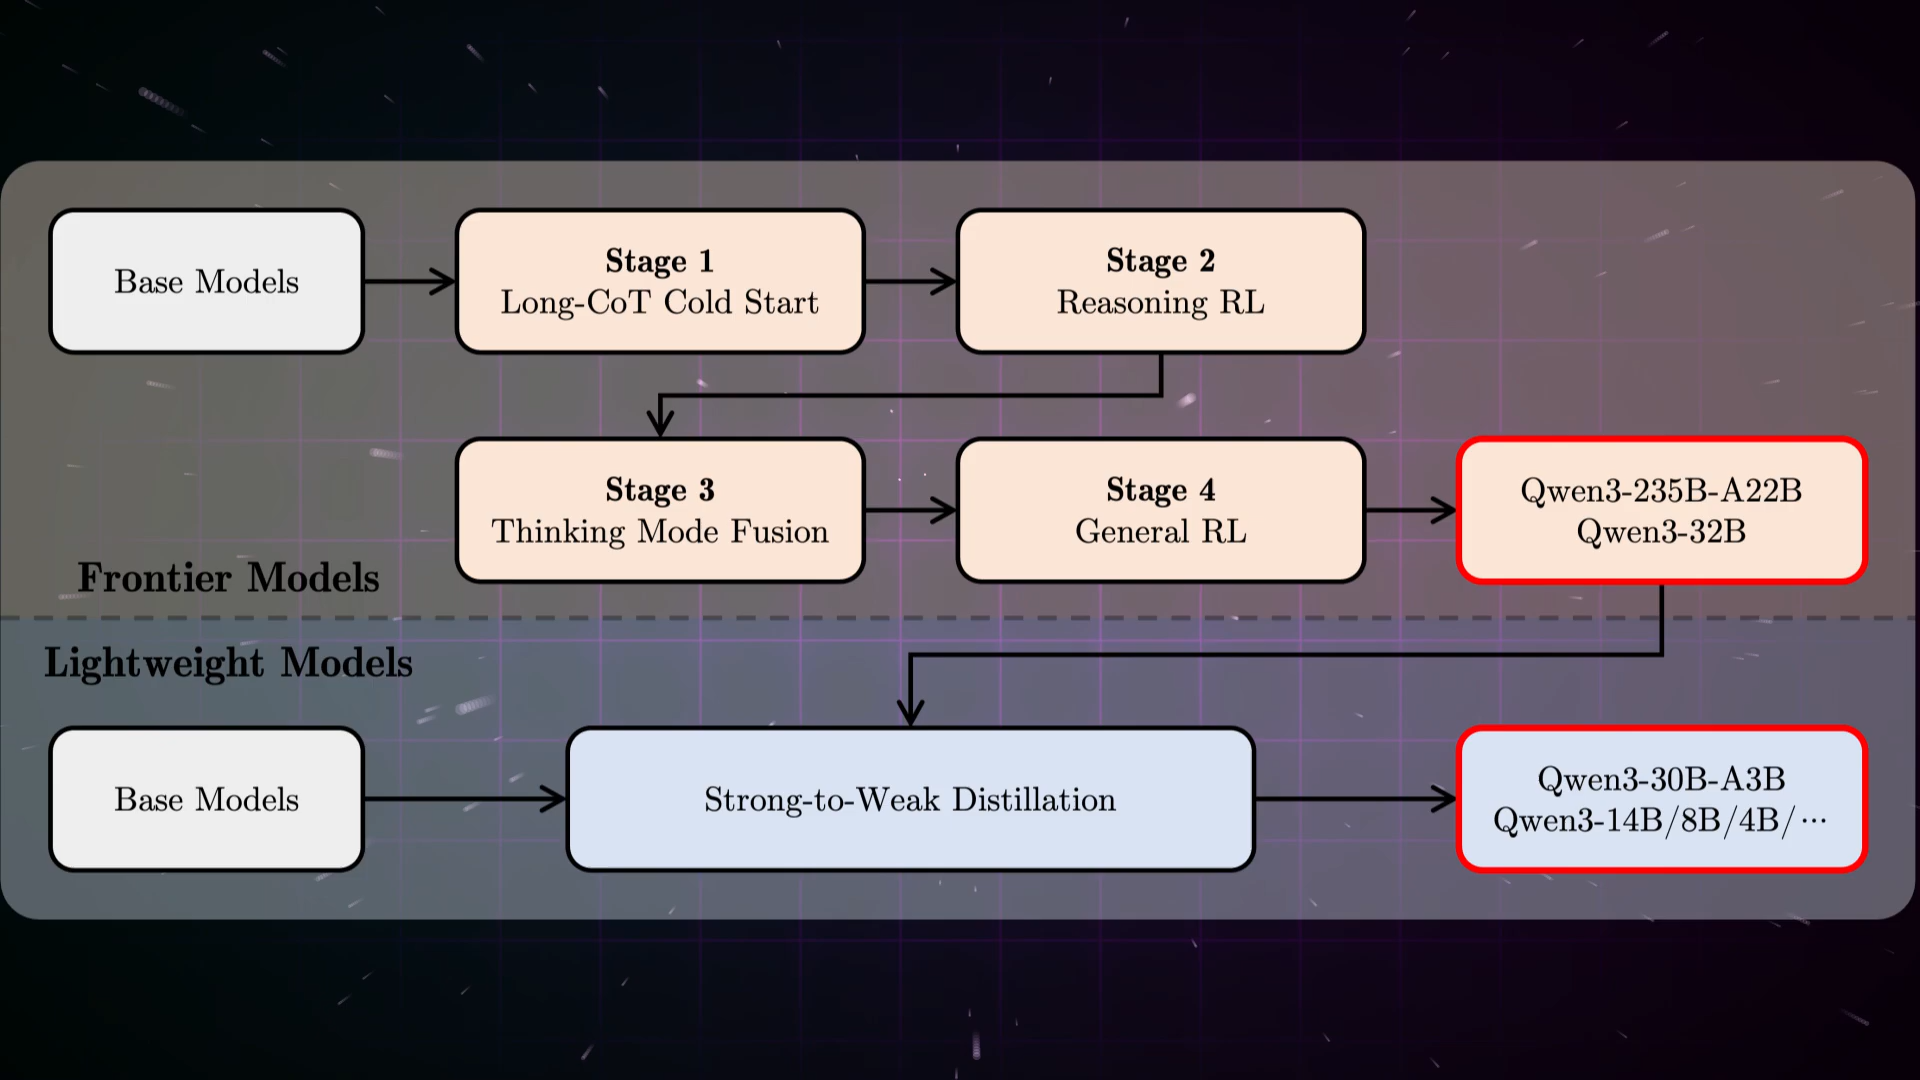 Base Models
Stage 1
Long-CoT Cold Start
Stage 2
Reasoning RL
Stage 3
Thinking Mode Fusion
Stage 4
General RL
Qwen3-235B-A22B
Qwen3-32B
Frontier Models
Lightweight Models
Base Models
Strong-to-Weak Distillation
Qwen3-30B-A3B
Qwen3-14B/8B/4B/⋯